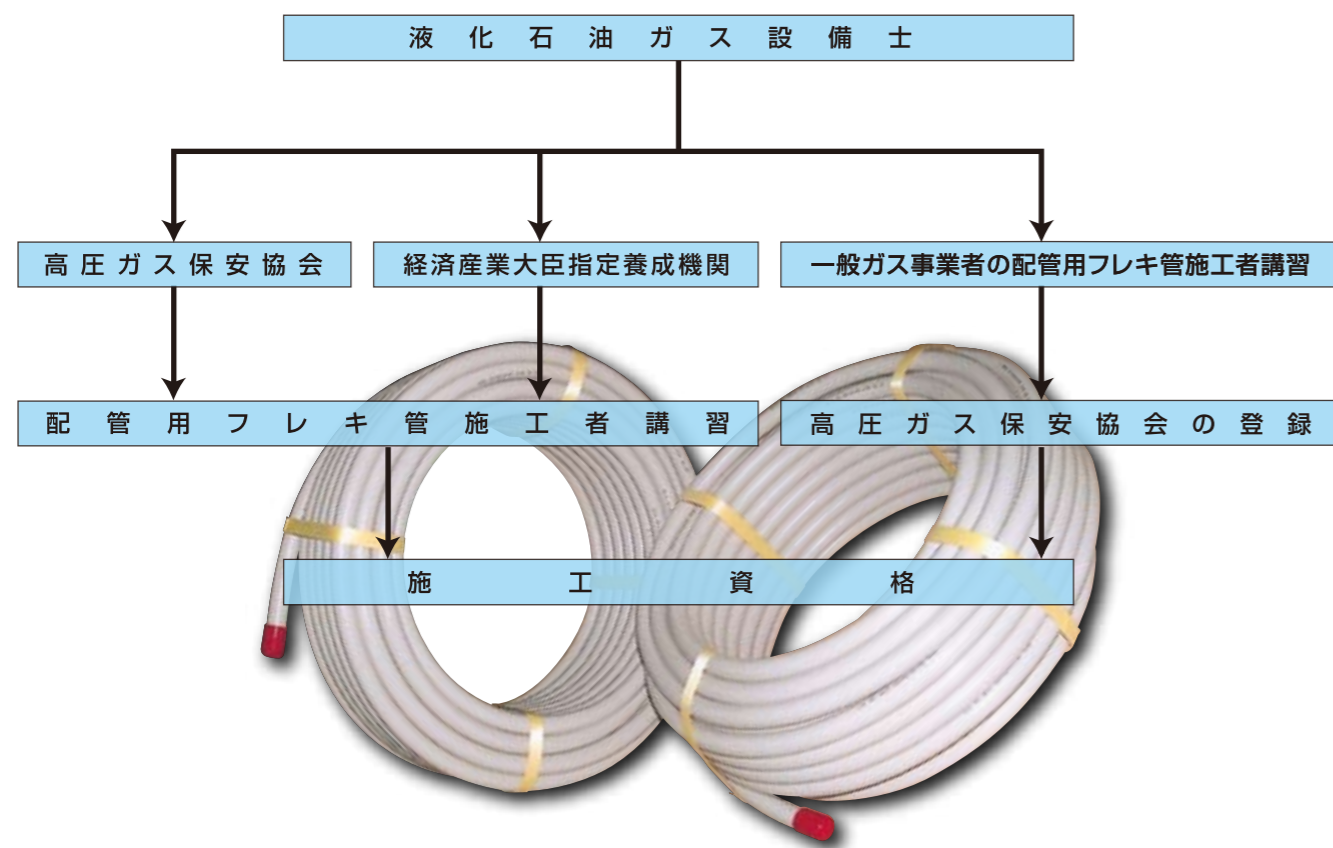 液化石油ガス設備士
高圧ガス保安協会
経済産業大臣指定養成機関
一般ガス事業者の配管用フレキ管施工者講習
配管用フレキ管施工者講習
高圧ガス保安協会の登録
施工資格